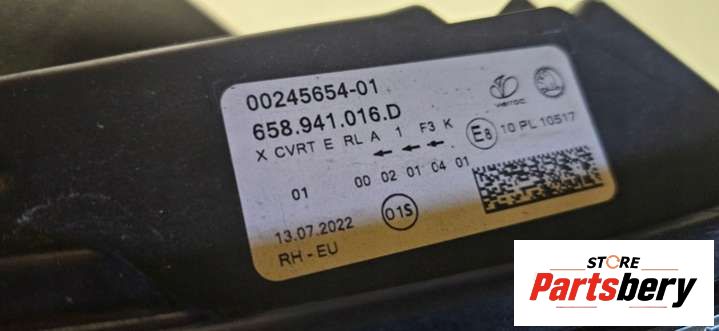 00245654-01
658.941.016.D
X CVRT E RL A 1 F3 K
01 00 02 01 04 01
13.07.2022
01S
RH - EU
varroc
E8 10 PL 10517
STORE
Partsbery